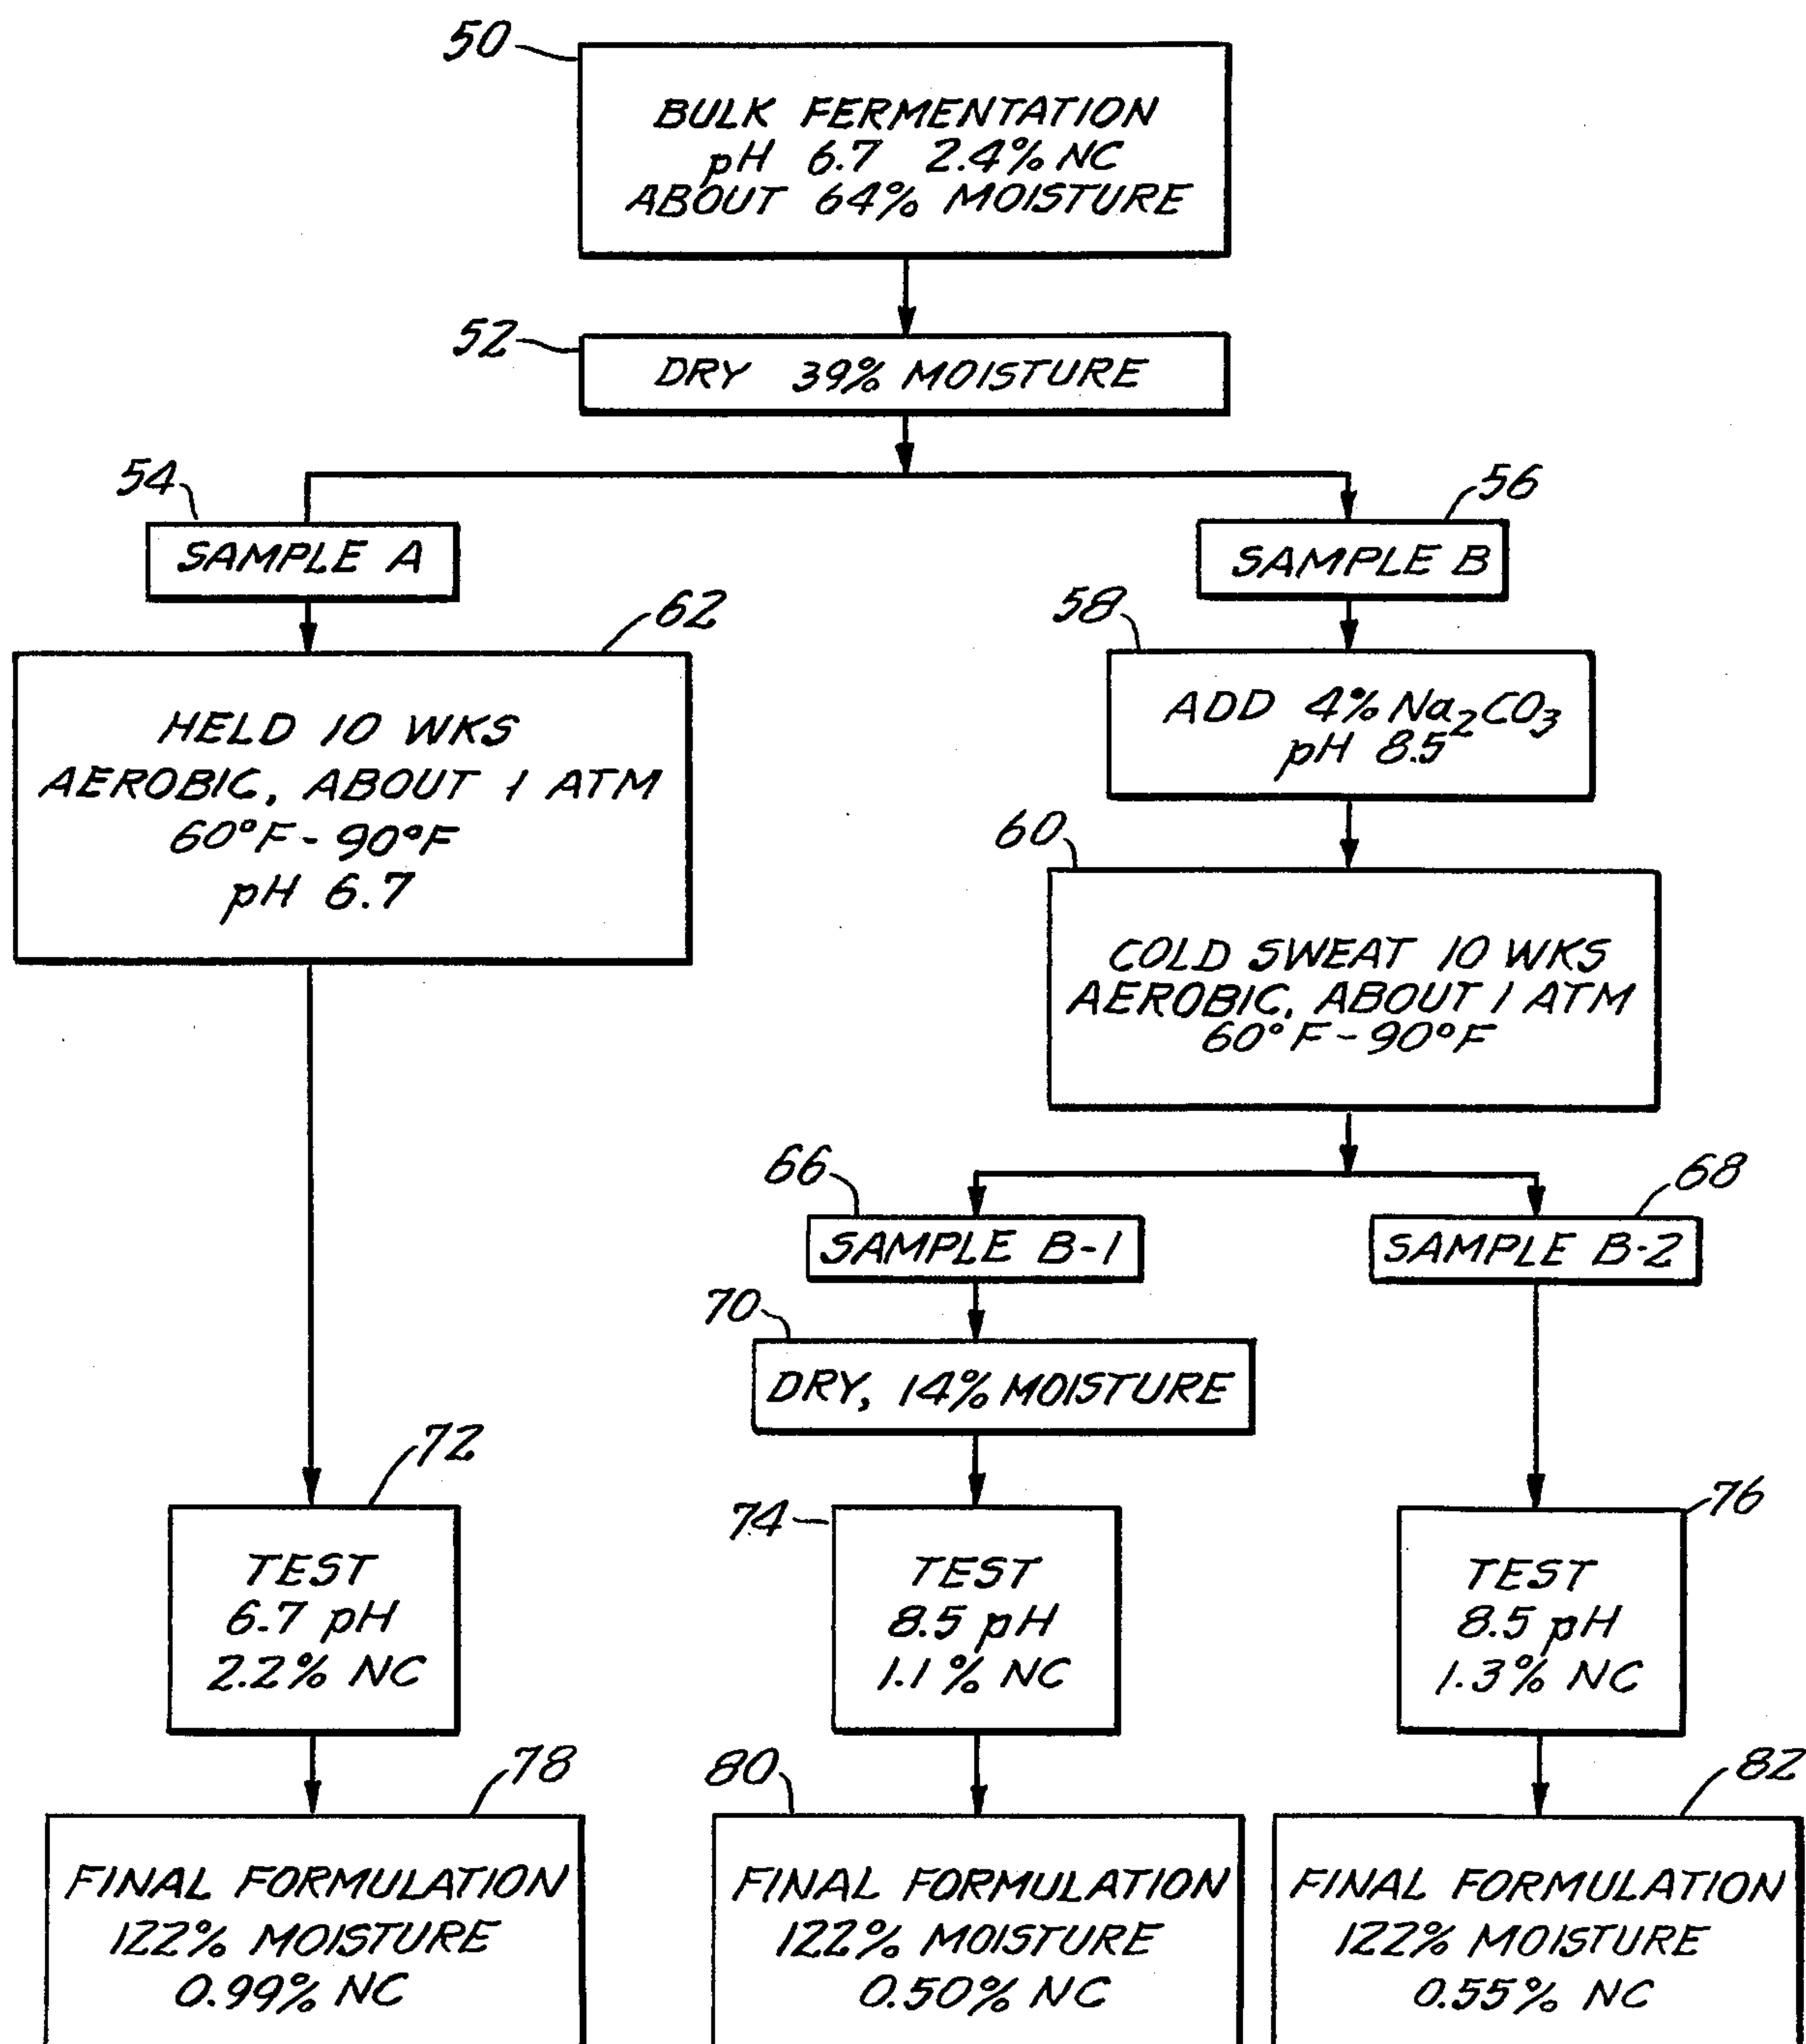 50
BULK FERMENTATION
pH 6.7 2.4% NC
ABOUT 64% MOISTURE
52
DRY 39% MOISTURE
54
SAMPLE A
56
SAMPLE B
62
HELD 10 WKS
AEROBIC, ABOUT 1 ATM
60°F - 90°F
pH 6.7
58
ADD 4% Na₂CO₃
pH 8.5
60
COLD SWEAT 10 WKS
AEROBIC, ABOUT 1 ATM
60°F - 90°F
66
SAMPLE B-1
68
SAMPLE B-2
70
DRY, 14% MOISTURE
72
TEST
6.7 pH
2.2% NC
74
TEST
8.5 pH
1.1% NC
76
TEST
8.5 pH
1.3% NC
78
FINAL FORMULATION
122% MOISTURE
0.99% NC
80
FINAL FORMULATION
122% MOISTURE
0.50% NC
82
FINAL FORMULATION
122% MOISTURE
0.55% NC